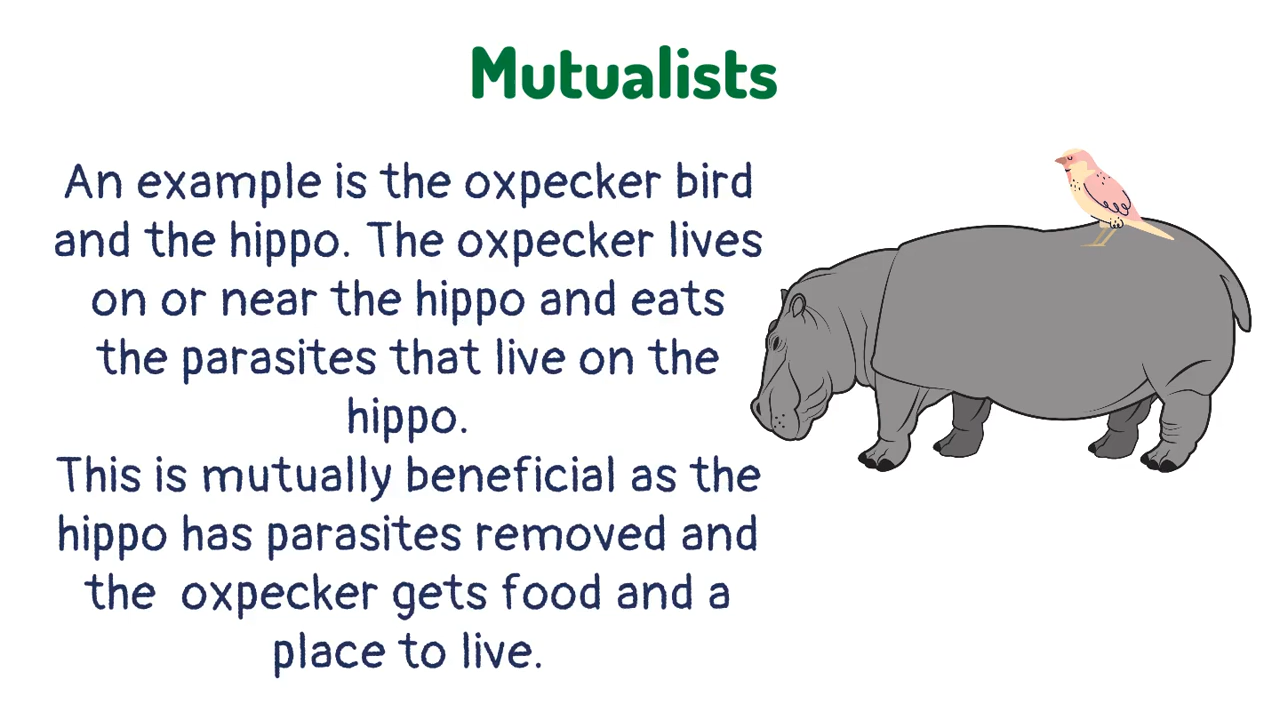 Mutualists
An example is the oxpecker bird
and the hippo. The oxpecker lives
on or near the hippo and eats
the parasites that live on the
hippo.
This is mutually beneficial as the
hippo has parasites removed and
the  oxpecker gets food and a
place to live.